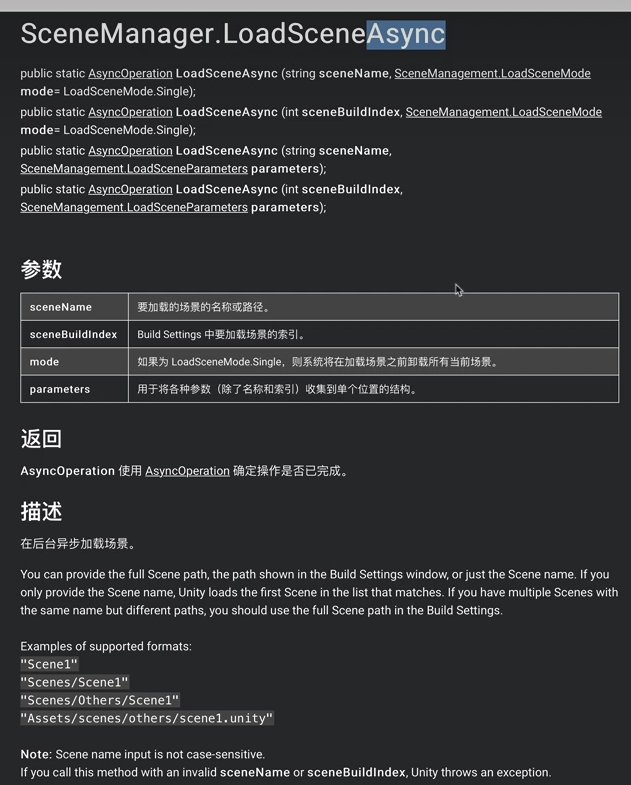 SceneManager.LoadSceneAsync
public static AsyncOperation LoadSceneAsync (string sceneName, SceneManagement.LoadSceneMode
mode= LoadSceneMode.Single);
public static AsyncOperation LoadSceneAsync (int sceneBuildIndex, SceneManagement.LoadSceneMode
mode= LoadSceneMode.Single);
public static AsyncOperation LoadSceneAsync (string sceneName,
SceneManagement.LoadSceneParameters parameters);
public static AsyncOperation LoadSceneAsync (int sceneBuildIndex,
SceneManagement.LoadSceneParameters parameters);
参数
sceneName 要加载的场景的名称或路径。
sceneBuildIndex Build Settings 中要加载场景的索引。
mode 如果为 LoadSceneMode.Single，则系统将在加载场景之前卸载所有当前场景。
parameters 用于将各种参数（除了名称和索引）收集到单个位置的结构。
返回
AsyncOperation 使用 AsyncOperation 确定操作是否已完成。
描述
在后台异步加载场景。
You can provide the full Scene path, the path shown in the Build Settings window, or just the Scene name. If you
only provide the Scene name, Unity loads the first Scene in the list that matches. If you have multiple Scenes with
the same name but different paths, you should use the full Scene path in the Build Settings.
Examples of supported formats:
"Scene1"
"Scenes/Scene1"
"Scenes/Others/Scene1"
"Assets/scenes/others/scene1.unity"
Note: Scene name input is not case-sensitive.
If you call this method with an invalid sceneName or sceneBuildIndex, Unity throws an exception.